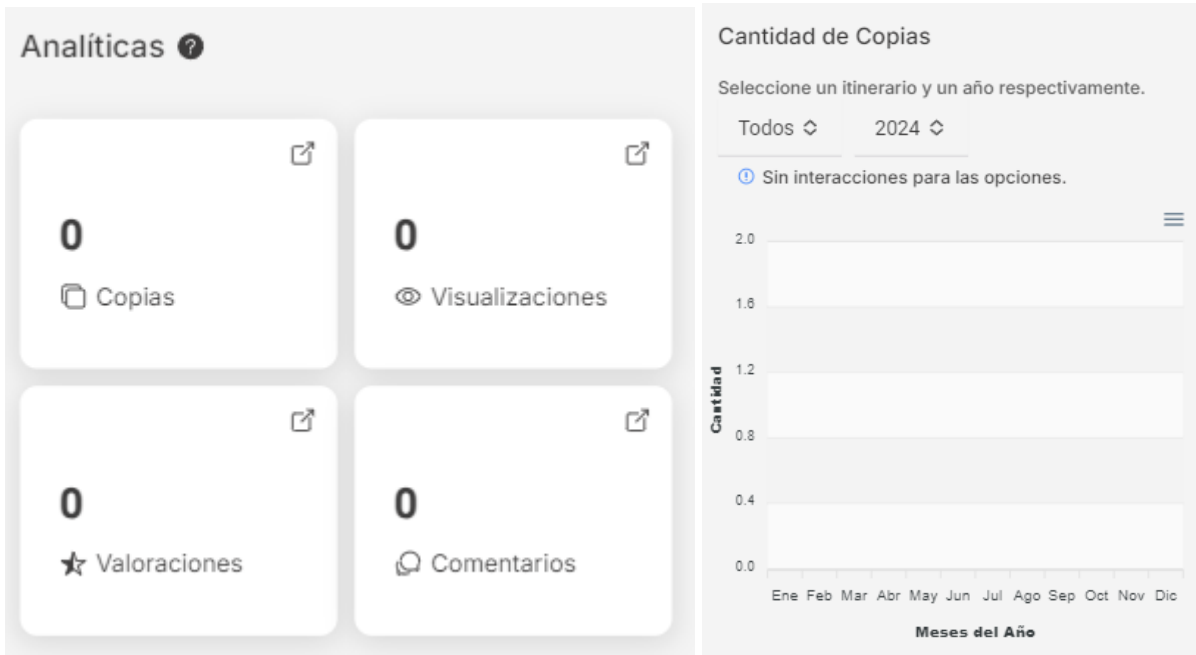 Analíticas ?
0
Copias
0
Visualizaciones
0
Valoraciones
0
Comentarios
Cantidad de Copias
Seleccione un itinerario y un año respectivamente.
Todos 2024
Sin interacciones para las opciones.
2.0
1.6
1.2
0.8
0.4
0.0
Cantidad
Ene Feb Mar Abr May Jun Jul Ago Sep Oct Nov Dic
Meses del Año